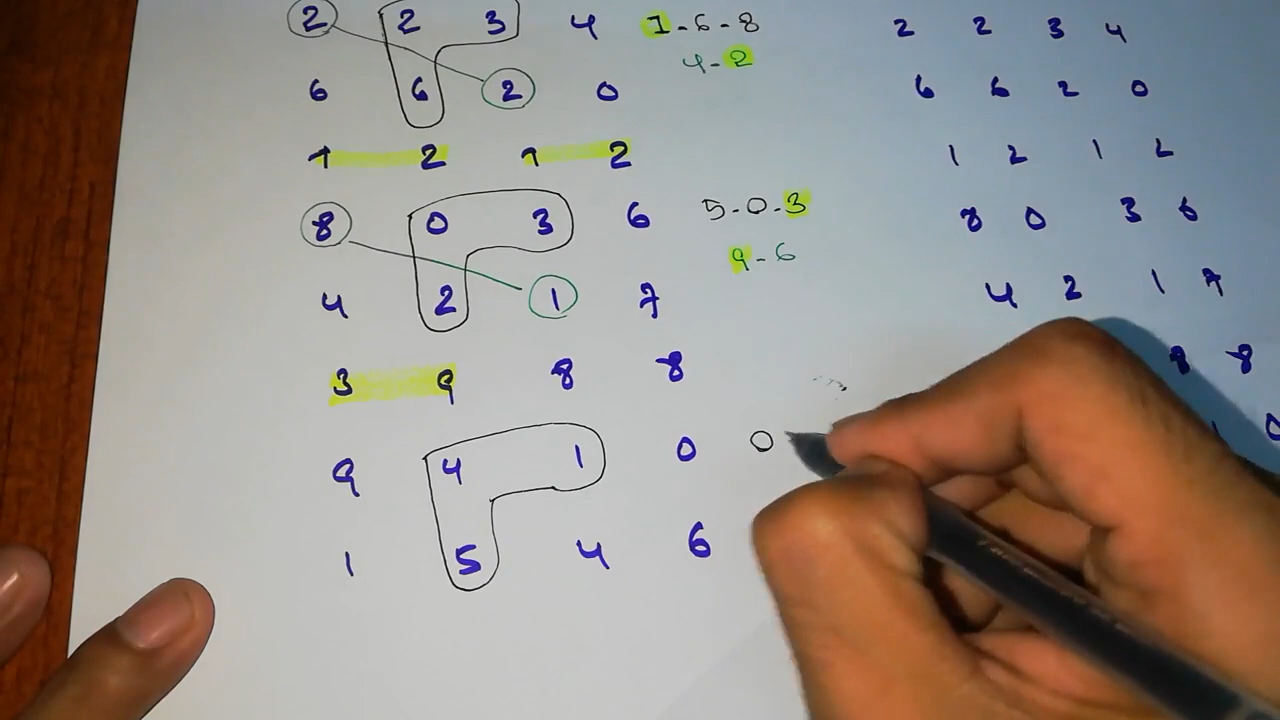 2 2 3 4 1-6-8
4-2
6 6 2 0
1 2 1 2
8 0 3 6 5-0-3
9-6
4 2 1 7
3 9 8 8
9 4 1 0 0
1 5 4 6
2 2 3 4
6 6 2 0
1 2 1 2
8 0 3 6
4 2 1 7
8 8
1 0